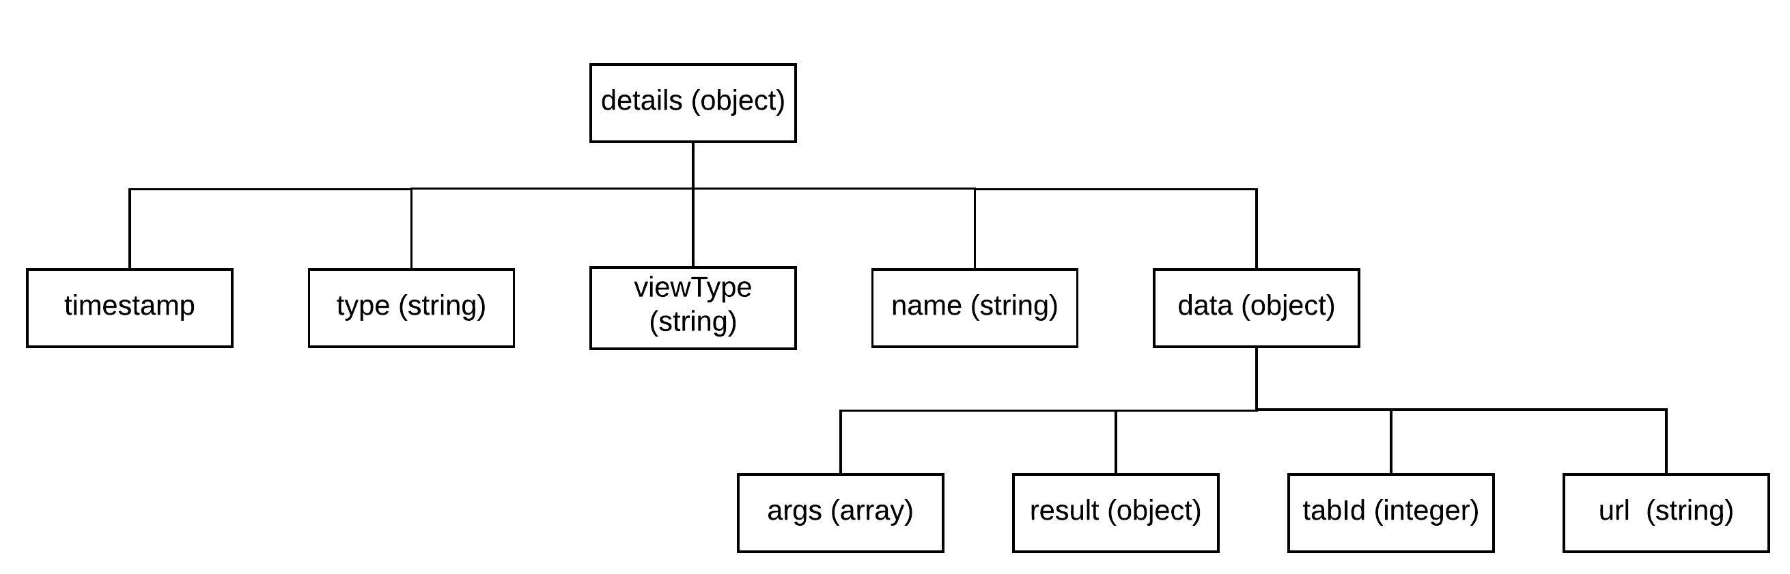 details (object)
timestamp
type (string)
viewType
(string)
name (string)
data (object)
args (array)
result (object)
tabId (integer)
url  (string)